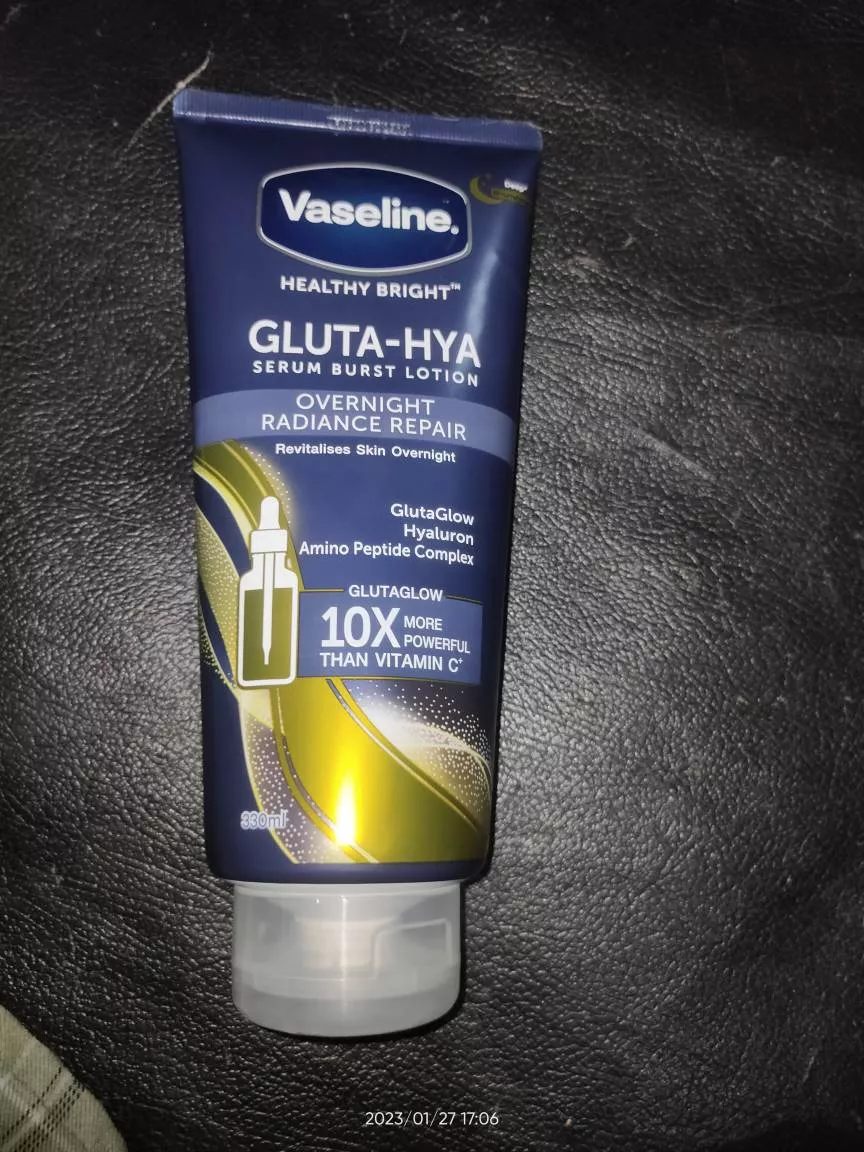 Vaseline.
HEALTHY BRIGHT™
GLUTA-HYA
SERUM BURST LOTION
OVERNIGHT
RADIANCE REPAIR
Revitalises Skin Overnight
GlutaGlow
Hyaluron
Amino Peptide Complex
GLUTAGLOW
10X MORE
POWERFUL
THAN VITAMIN C⁺
330ml
2023/01/27 17:06